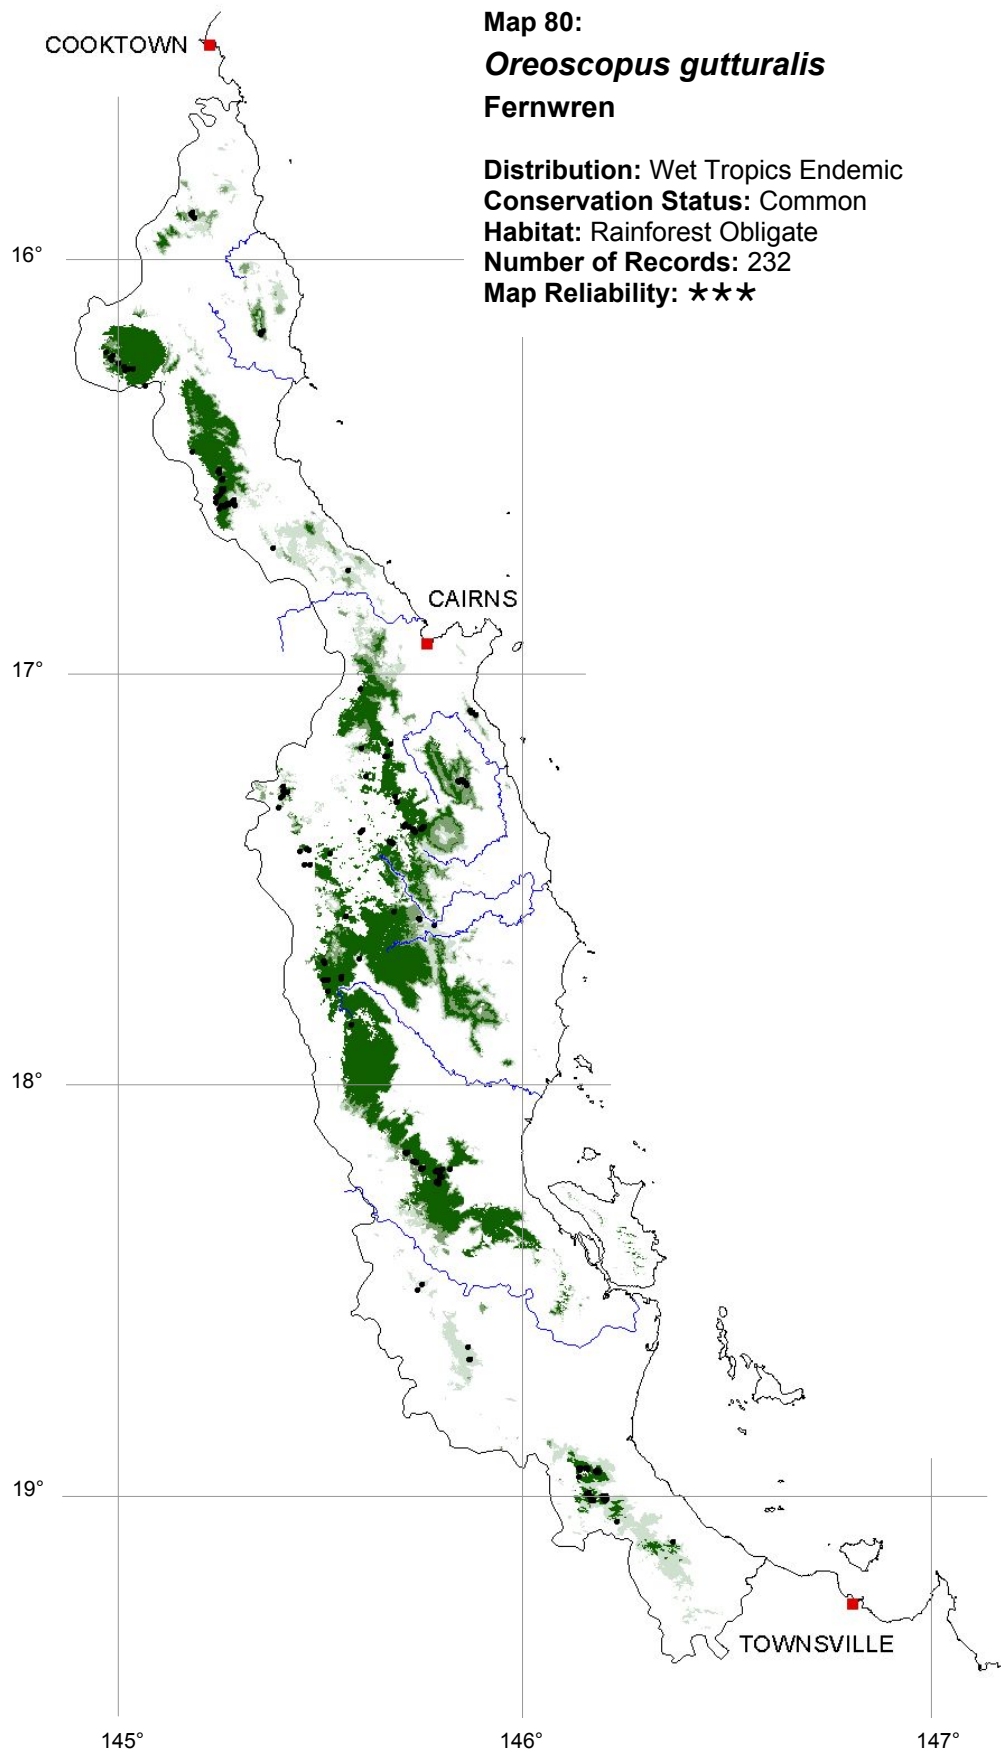 Map 80:
COOKTOWN
Oreoscopus gutturalis
Fernwren
Distribution: Wet Tropics Endemic
Conservation Status: Common
Habitat: Rainforest Obligate
Number of Records: 232
Map Reliability: ***
16°
CAIRNS
17°
18°
19°
TOWNSVILLE
145° 146° 147°